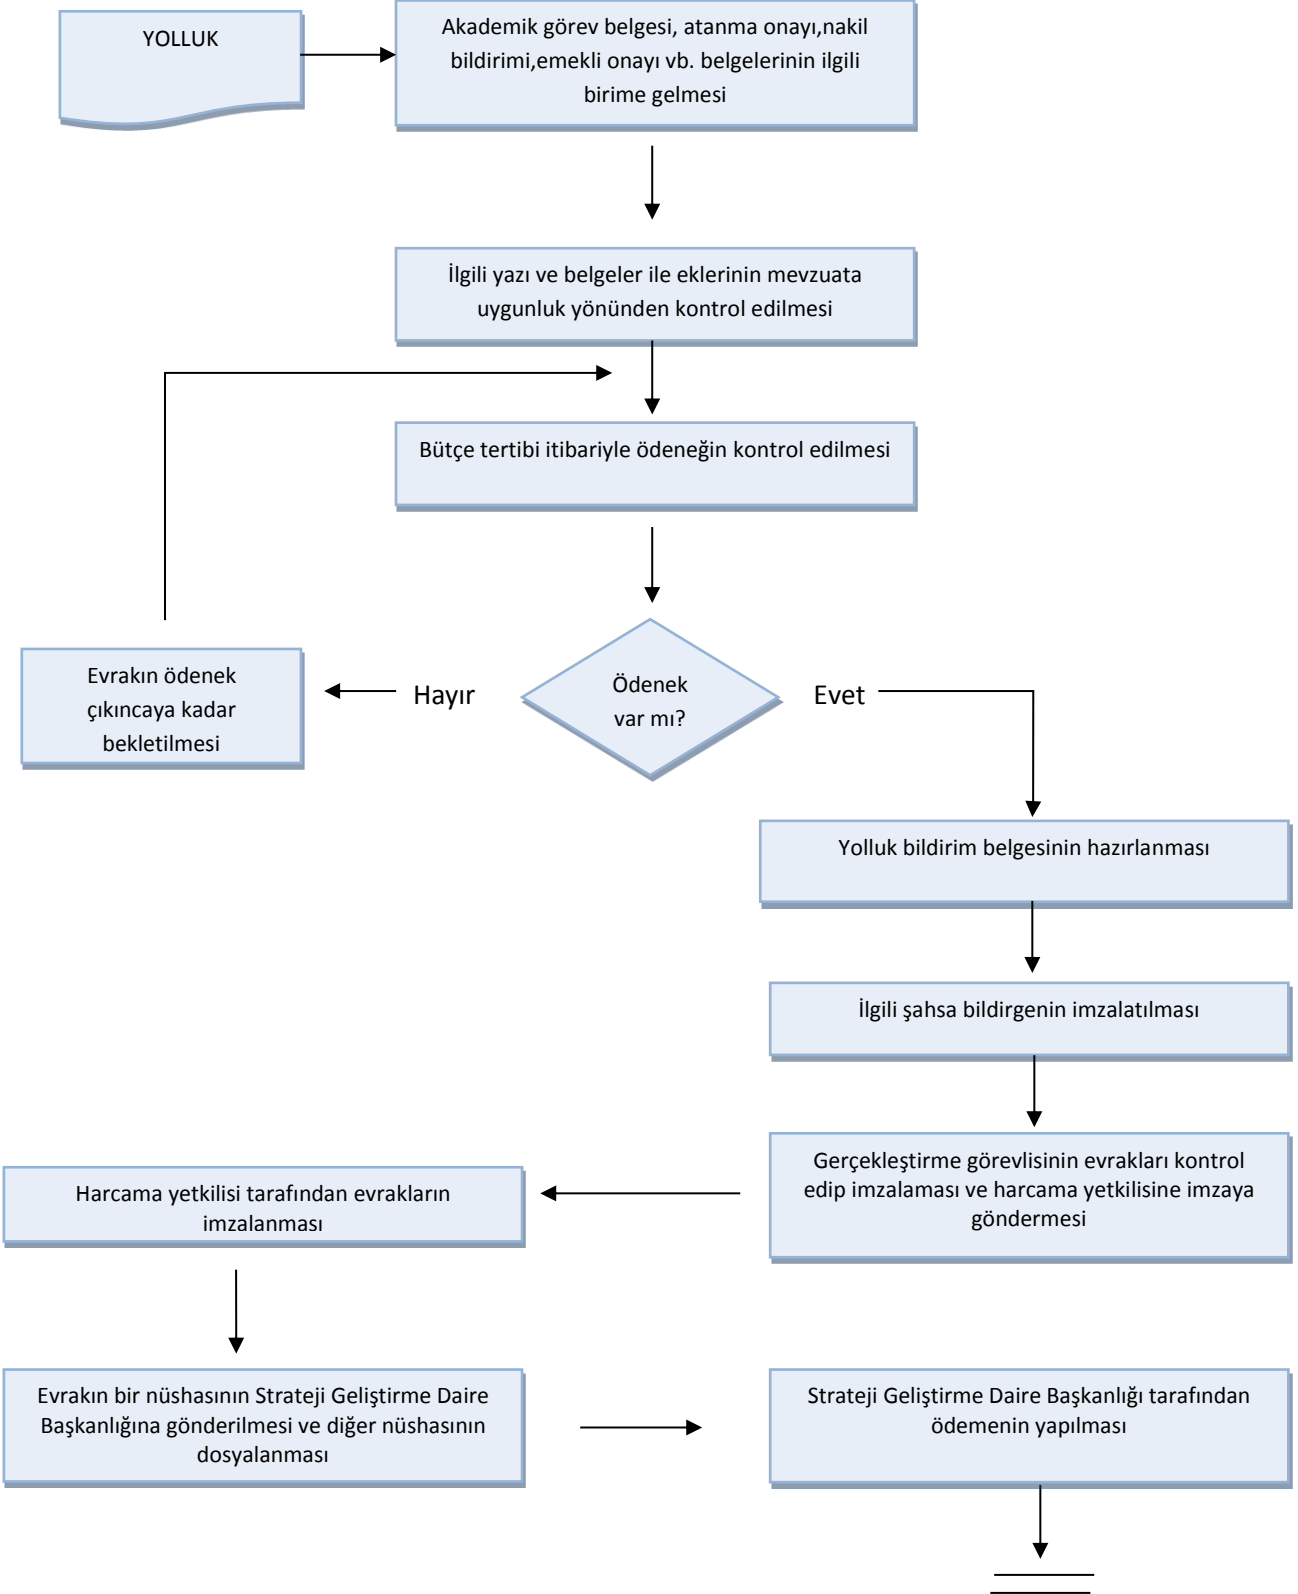 YOLLUK
Akademik görev belgesi, atanma onayı,nakil
bildirimi,emekli onayı vb. belgelerinin ilgili
birime gelmesi
İlgili yazı ve belgeler ile eklerinin mevzuata
uygunluk yönünden kontrol edilmesi
Bütçe tertibi itibariyle ödeneğin kontrol edilmesi
Ödenek
var mı?
Hayır
Evet
Evrakın ödenek
çıkıncaya kadar
bekletilmesi
Yolluk bildirim belgesinin hazırlanması
İlgili şahsa bildirgenin imzalatılması
Gerçekleştirme görevlisinin evrakları kontrol
edip imzalaması ve harcama yetkilisine imzaya
göndermesi
Harcama yetkilisi tarafından evrakların
imzalanması
Evrakın bir nüshasının Strateji Geliştirme Daire
Başkanlığına gönderilmesi ve diğer nüshasının
dosyalanması
Strateji Geliştirme Daire Başkanlığı tarafından
ödemenin yapılması